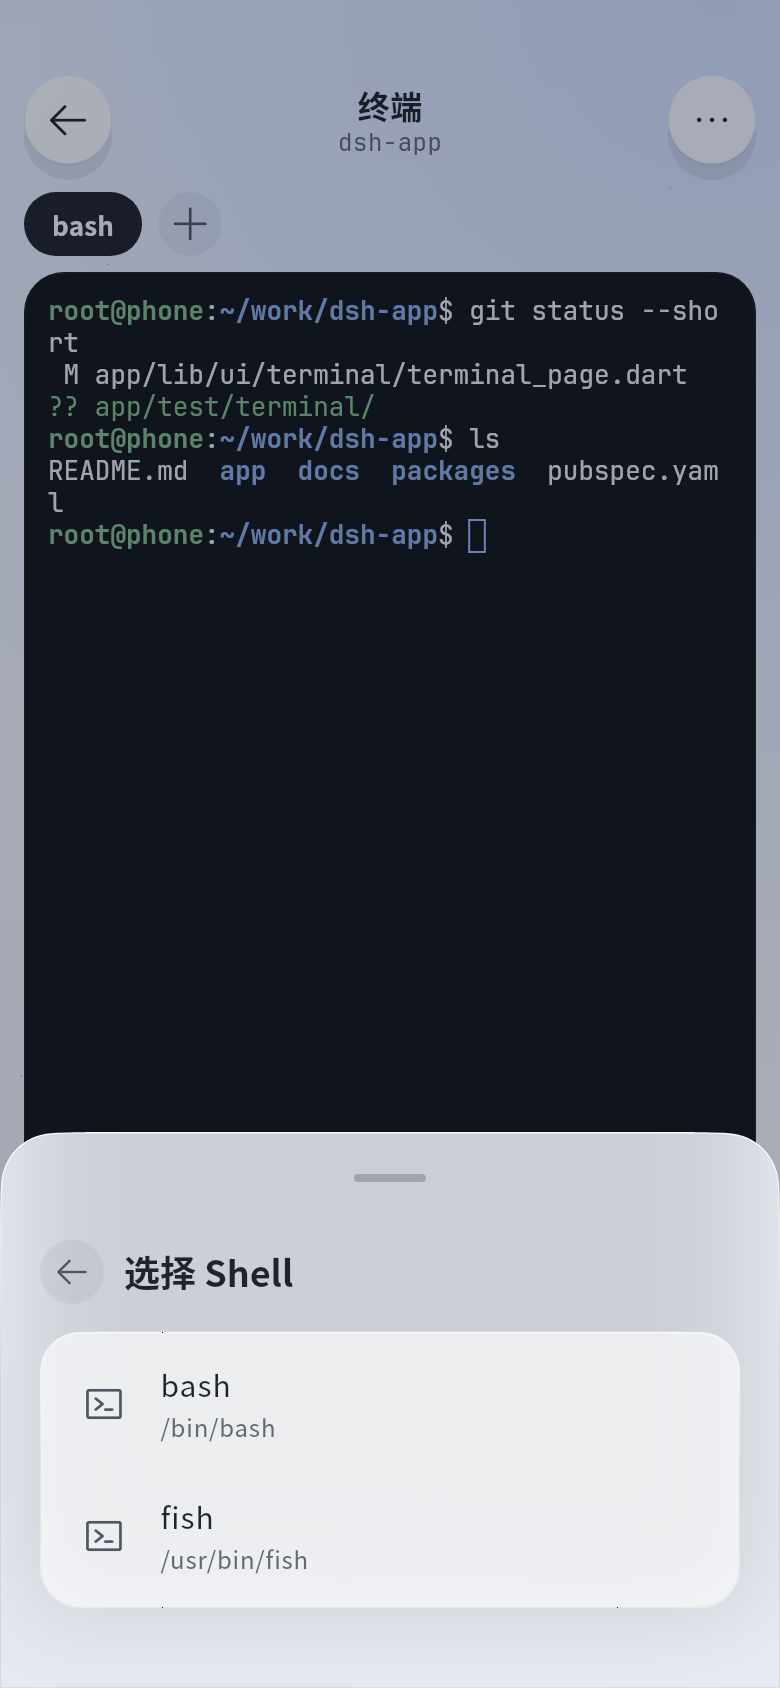 终端
dsh-app
bash
root@phone:~/work/dsh-app$ git status --sho
rt
 M app/lib/ui/terminal/terminal_page.dart
?? app/test/terminal/
root@phone:~/work/dsh-app$ ls
README.md  app  docs  packages  pubspec.yam
l
root@phone:~/work/dsh-app$
选择 Shell
bash
/bin/bash
fish
/usr/bin/fish